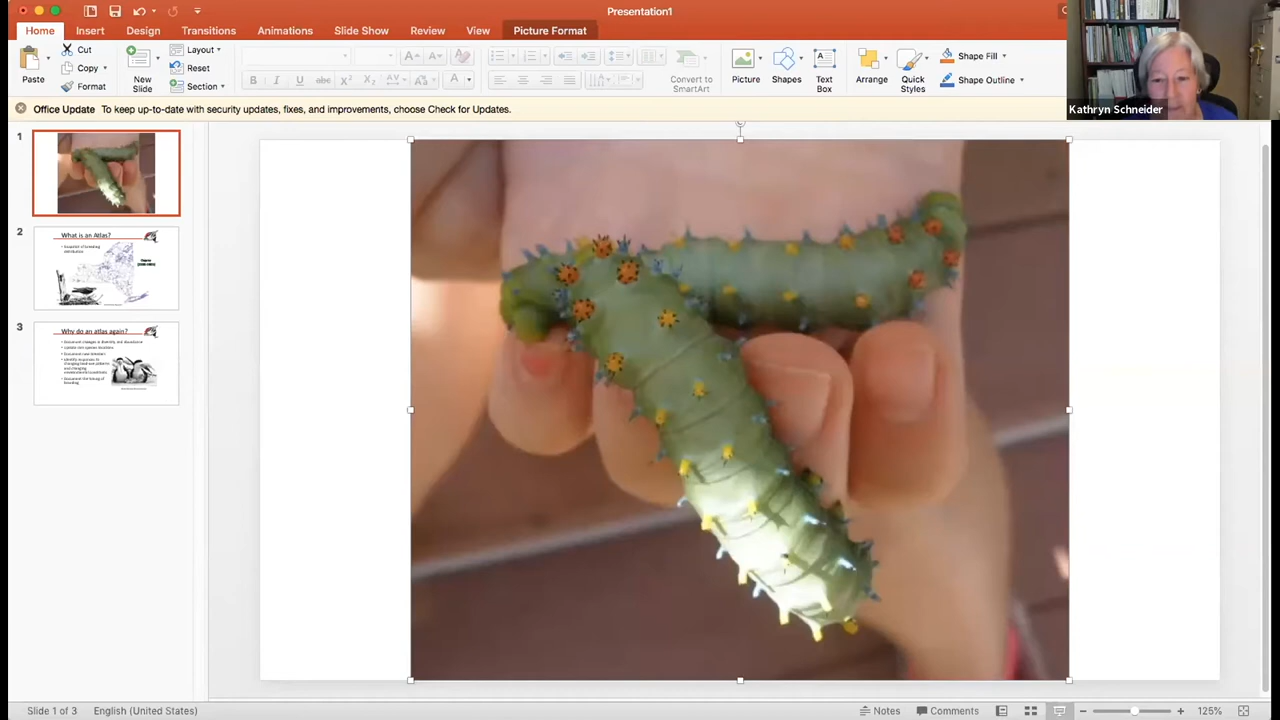 Presentation1
Home Insert Design Transitions Animations Slide Show Review View Picture Format
Paste
Cut
Copy
Format
New Slide
Layout
Reset
Section
Convert to SmartArt
Picture
Shapes
Text Box
Arrange
Quick Styles
Shape Fill
Shape Outline
Kathryn Schneider
Office Update To keep up-to-date with security updates, fixes, and improvements, choose Check for Updates.
1
2
What is an Atlas?
3
Why do an atlas again?
Slide 1 of 3 English (United States) Notes Comments 125%